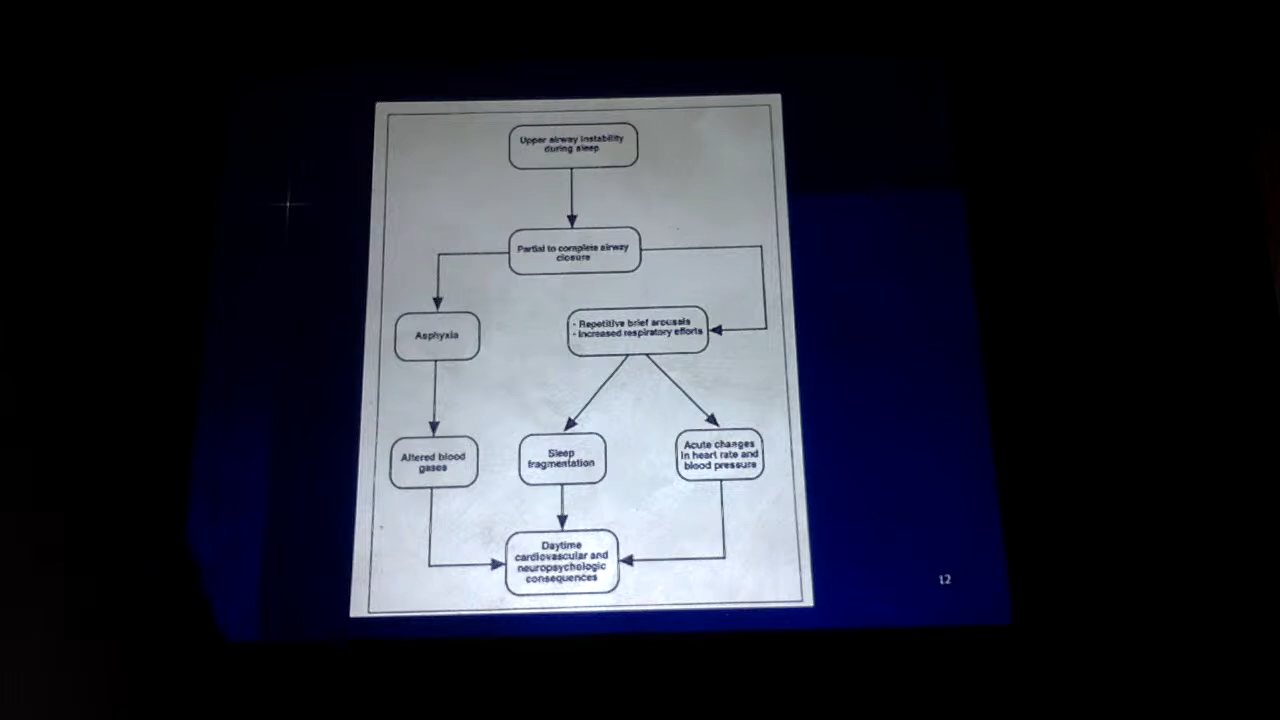 Upper airway instability
during sleep
Partial to complete airway
closure
Asphyxia
- Repetitive brief arousals
- Increased respiratory efforts
Altered blood
gases
Sleep
fragmentation
Acute changes
in heart rate and
blood pressure
Daytime
cardiovascular and
neuropsychologic
consequences
12